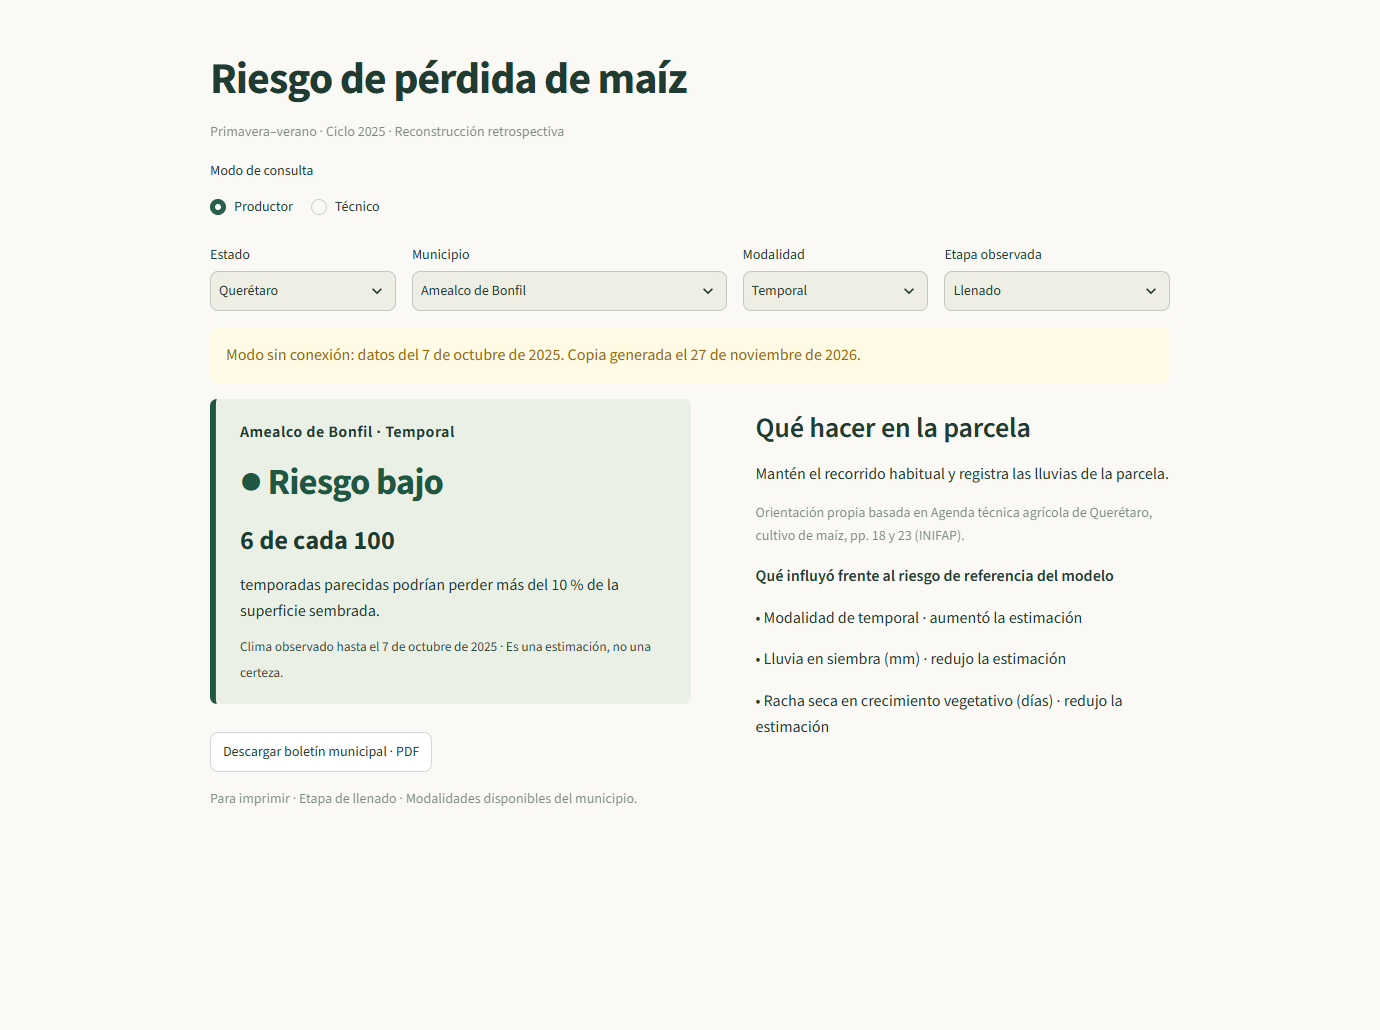 Riesgo de pérdida de maíz
Primavera–verano · Ciclo 2025 · Reconstrucción retrospectiva
Modo de consulta
Productor
Técnico
Estado
Municipio
Modalidad
Etapa observada
Querétaro
Amealco de Bonfil
Temporal
Llenado
Modo sin conexión: datos del 7 de octubre de 2025. Copia generada el 27 de noviembre de 2026.
Amealco de Bonfil · Temporal
Riesgo bajo
6 de cada 100
temporadas parecidas podrían perder más del 10 % de la
superficie sembrada.
Clima observado hasta el 7 de octubre de 2025 · Es una estimación, no una
certeza.
Descargar boletín municipal · PDF
Para imprimir · Etapa de llenado · Modalidades disponibles del municipio.
Qué hacer en la parcela
Mantén el recorrido habitual y registra las lluvias de la parcela.
Orientación propia basada en Agenda técnica agrícola de Querétaro,
cultivo de maíz, pp. 18 y 23 (INIFAP).
Qué influyó frente al riesgo de referencia del modelo
• Modalidad de temporal · aumentó la estimación
• Lluvia en siembra (mm) · redujo la estimación
• Racha seca en crecimiento vegetativo (días) · redujo la
estimación